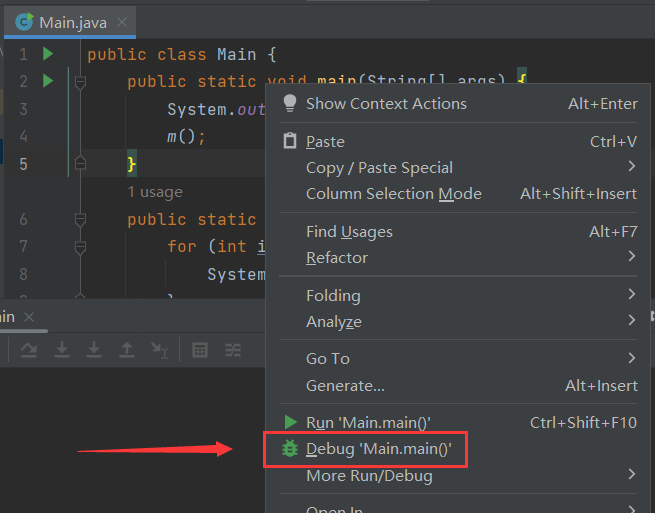 Main.java
1 public class Main {
2 public static void main(String[] args) {
3 System.out
4 m();
5 }
1 usage
6 public static
7 for (int i
8 System
}
in
Show Context Actions Alt+Enter
Paste Ctrl+V
Copy / Paste Special
Column Selection Mode Alt+Shift+Insert
Find Usages Alt+F7
Refactor
Folding
Analyze
Go To
Generate... Alt+Insert
Run 'Main.main()' Ctrl+Shift+F10
Debug 'Main.main()'
More Run/Debug
Open In